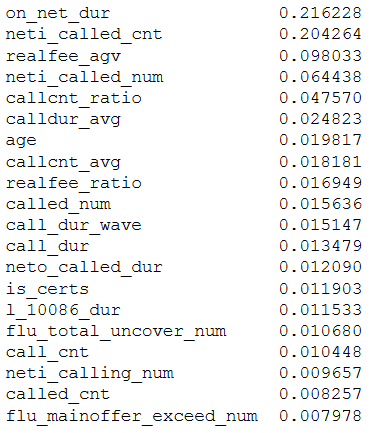 on_net_dur 0.216228
neti_called_cnt 0.204264
realfee_agv 0.098033
neti_called_num 0.064438
callcnt_ratio 0.047570
calldur_avg 0.024823
age 0.019817
callcnt_avg 0.018181
realfee_ratio 0.016949
called_num 0.015636
call_dur_wave 0.015147
call_dur 0.013479
neto_called_dur 0.012090
is_certs 0.011903
l_10086_dur 0.011533
flu_total_uncover_num 0.010680
call_cnt 0.010448
neti_calling_num 0.009657
called_cnt 0.008257
flu_mainoffer_exceed_num 0.007978